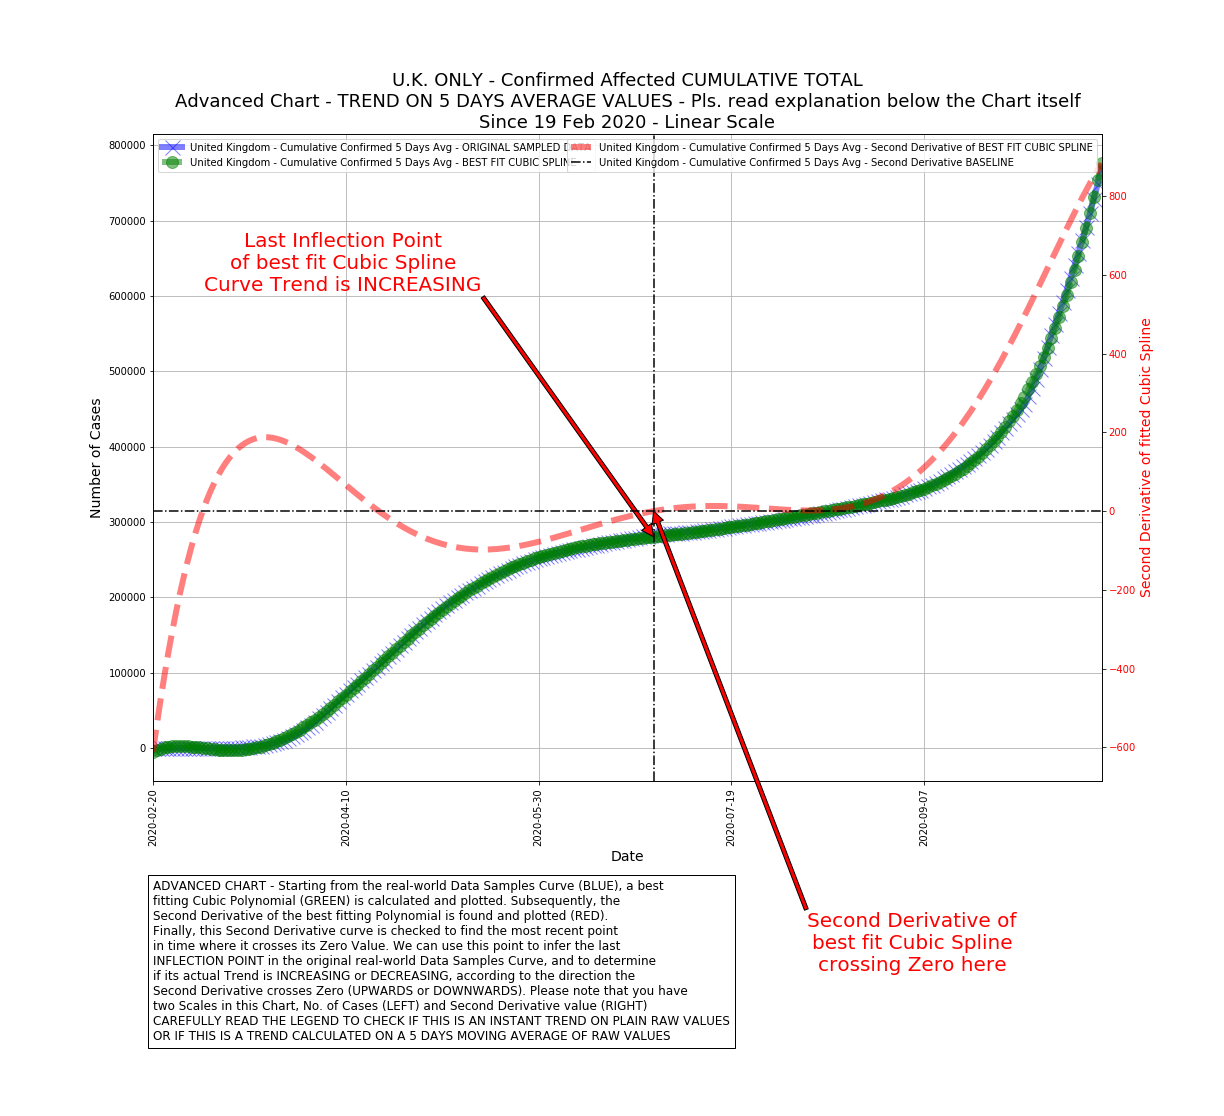 U.K. ONLY - Confirmed Affected CUMULATIVE TOTAL
Advanced Chart - TREND ON 5 DAYS AVERAGE VALUES - Pls. read explanation below the Chart itself
Since 19 Feb 2020 - Linear Scale
United Kingdom - Cumulative Confirmed 5 Days Avg - ORIGINAL SAMPLED DATA
United Kingdom - Cumulative Confirmed 5 Days Avg - BEST FIT CUBIC SPLINE
United Kingdom - Cumulative Confirmed 5 Days Avg - Second Derivative of BEST FIT CUBIC SPLINE
United Kingdom - Cumulative Confirmed 5 Days Avg - Second Derivative BASELINE
800000
700000
600000
500000
400000
300000
200000
100000
0
Number of Cases
Last Inflection Point
of best fit Cubic Spline
Curve Trend is INCREASING
800
600
400
200
0
−200
−400
−600
Second Derivative of fitted Cubic Spline
2020-02-20
2020-04-10
2020-05-30
2020-07-19
2020-09-07
Date
ADVANCED CHART - Starting from the real-world Data Samples Curve (BLUE), a best
fitting Cubic Polynomial (GREEN) is calculated and plotted. Subsequently, the
Second Derivative of the best fitting Polynomial is found and plotted (RED).
Finally, this Second Derivative curve is checked to find the most recent point
in time where it crosses its Zero Value. We can use this point to infer the last
INFLECTION POINT in the original real-world Data Samples Curve, and to determine
if its actual Trend is INCREASING or DECREASING, according to the direction the
Second Derivative crosses Zero (UPWARDS or DOWNWARDS). Please note that you have
two Scales in this Chart, No. of Cases (LEFT) and Second Derivative value (RIGHT)
CAREFULLY READ THE LEGEND TO CHECK IF THIS IS AN INSTANT TREND ON PLAIN RAW VALUES
OR IF THIS IS A TREND CALCULATED ON A 5 DAYS MOVING AVERAGE OF RAW VALUES
Second Derivative of
best fit Cubic Spline
crossing Zero here